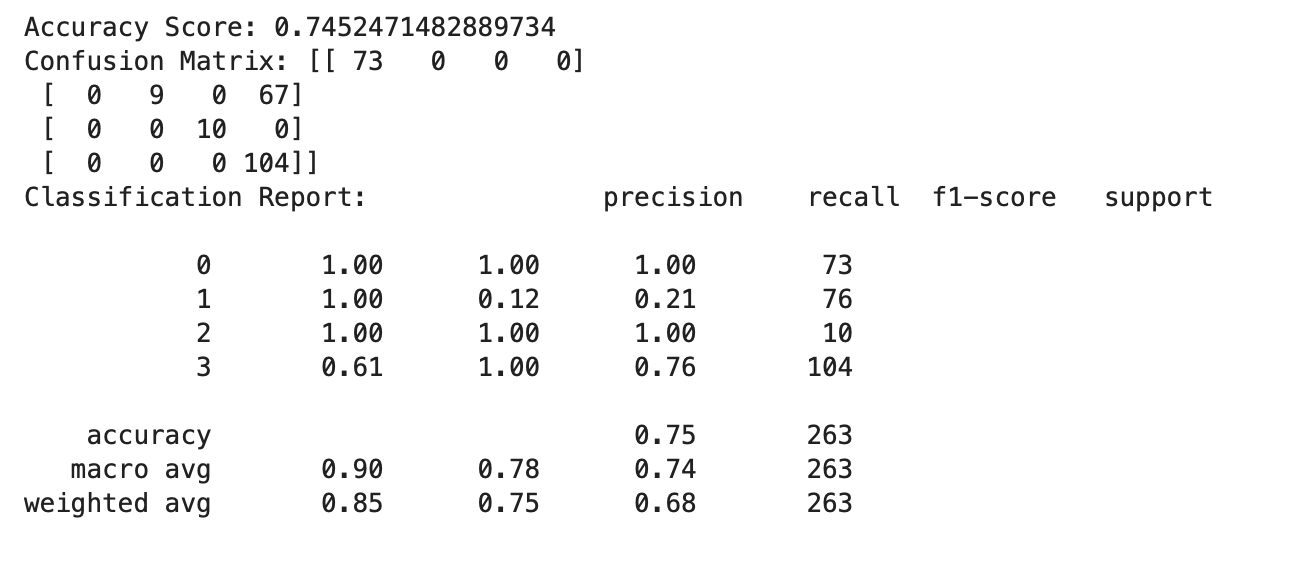 Accuracy Score: 0.7452471482889734
Confusion Matrix: [[ 73   0   0   0]
 [  0   9   0  67]
 [  0   0  10   0]
 [  0   0   0 104]]
Classification Report:               precision    recall  f1-score   support

           0       1.00      1.00      1.00        73
           1       1.00      0.12      0.21        76
           2       1.00      1.00      1.00        10
           3       0.61      1.00      0.76       104

    accuracy                           0.75       263
   macro avg       0.90      0.78      0.74       263
weighted avg       0.85      0.75      0.68       263